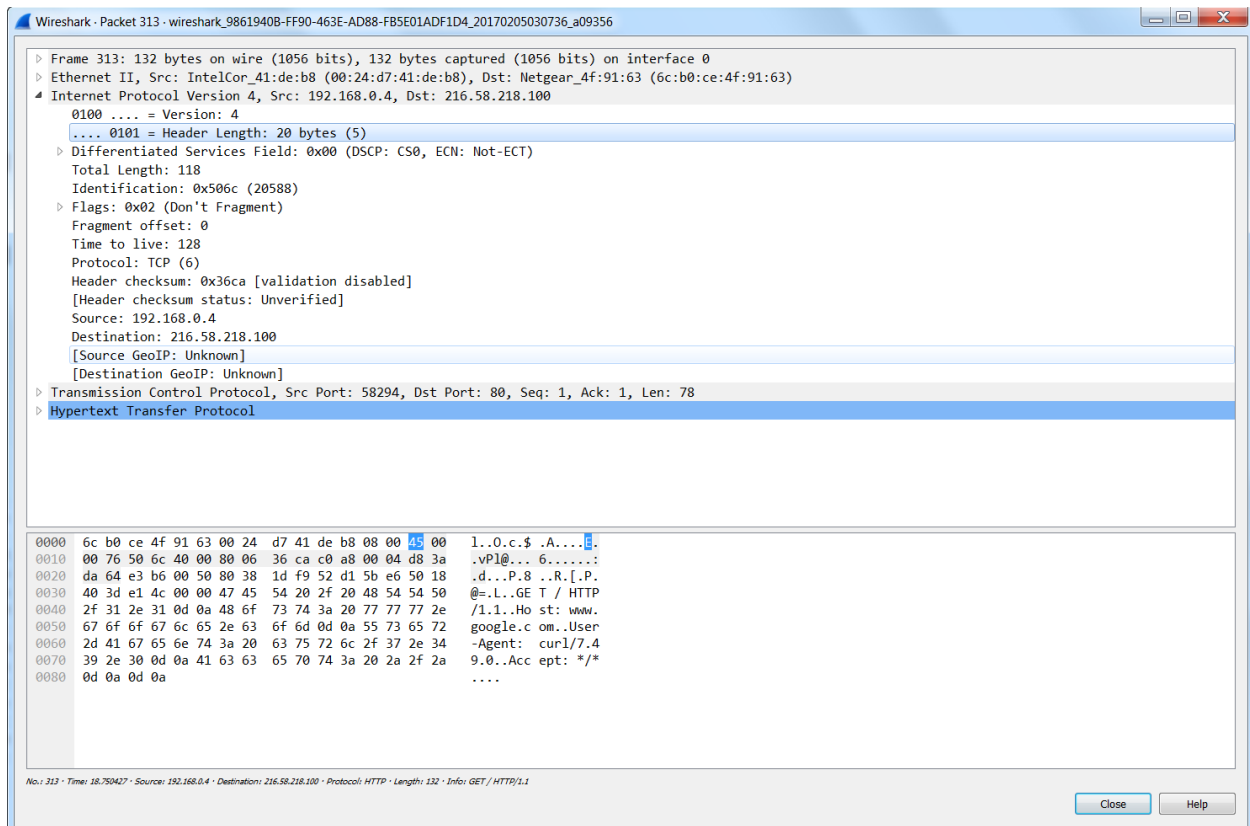 Wireshark · Packet 313 · wireshark_9861940B-FF90-463E-AD88-FB5E01ADF1D4_20170205030736_a09356
Frame 313: 132 bytes on wire (1056 bits), 132 bytes captured (1056 bits) on interface 0
Ethernet II, Src: IntelCor_41:de:b8 (00:24:d7:41:de:b8), Dst: Netgear_4f:91:63 (6c:b0:ce:4f:91:63)
Internet Protocol Version 4, Src: 192.168.0.4, Dst: 216.58.218.100
0100 .... = Version: 4
.... 0101 = Header Length: 20 bytes (5)
Differentiated Services Field: 0x00 (DSCP: CS0, ECN: Not-ECT)
Total Length: 118
Identification: 0x506c (20588)
Flags: 0x02 (Don't Fragment)
Fragment offset: 0
Time to live: 128
Protocol: TCP (6)
Header checksum: 0x36ca [validation disabled]
[Header checksum status: Unverified]
Source: 192.168.0.4
Destination: 216.58.218.100
[Source GeoIP: Unknown]
[Destination GeoIP: Unknown]
Transmission Control Protocol, Src Port: 58294, Dst Port: 80, Seq: 1, Ack: 1, Len: 78
Hypertext Transfer Protocol
0000 6c b0 ce 4f 91 63 00 24 d7 41 de b8 08 00 45 00 l..O.c.$ .A....E.
0010 00 76 50 6c 40 00 80 06 36 ca c0 a8 00 04 d8 3a .vPl@... 6......:
0020 da 64 e3 b6 00 50 80 38 1d f9 52 d1 5b e6 50 18 .d...P.8 ..R.[.P.
0030 40 3d e1 4c 00 00 47 45 54 20 2f 20 48 54 54 50 @=.L..GE T / HTTP
0040 2f 31 2e 31 0d 0a 48 6f 73 74 3a 20 77 77 77 2e /1.1..Ho st: www.
0050 67 6f 6f 67 6c 65 2e 63 6f 6d 0d 0a 55 73 65 72 google.c om..User
0060 2d 41 67 65 6e 74 3a 20 63 75 72 6c 2f 37 2e 34 -Agent: curl/7.4
0070 39 2e 30 0d 0a 41 63 63 65 70 74 3a 20 2a 2f 2a 9.0..Acc ept: */*
0080 0d 0a 0d 0a ....
No.: 313 · Time: 18.750427 · Source: 192.168.0.4 · Destination: 216.58.218.100 · Protocol: HTTP · Length: 132 · Info: GET / HTTP/1.1
Close Help